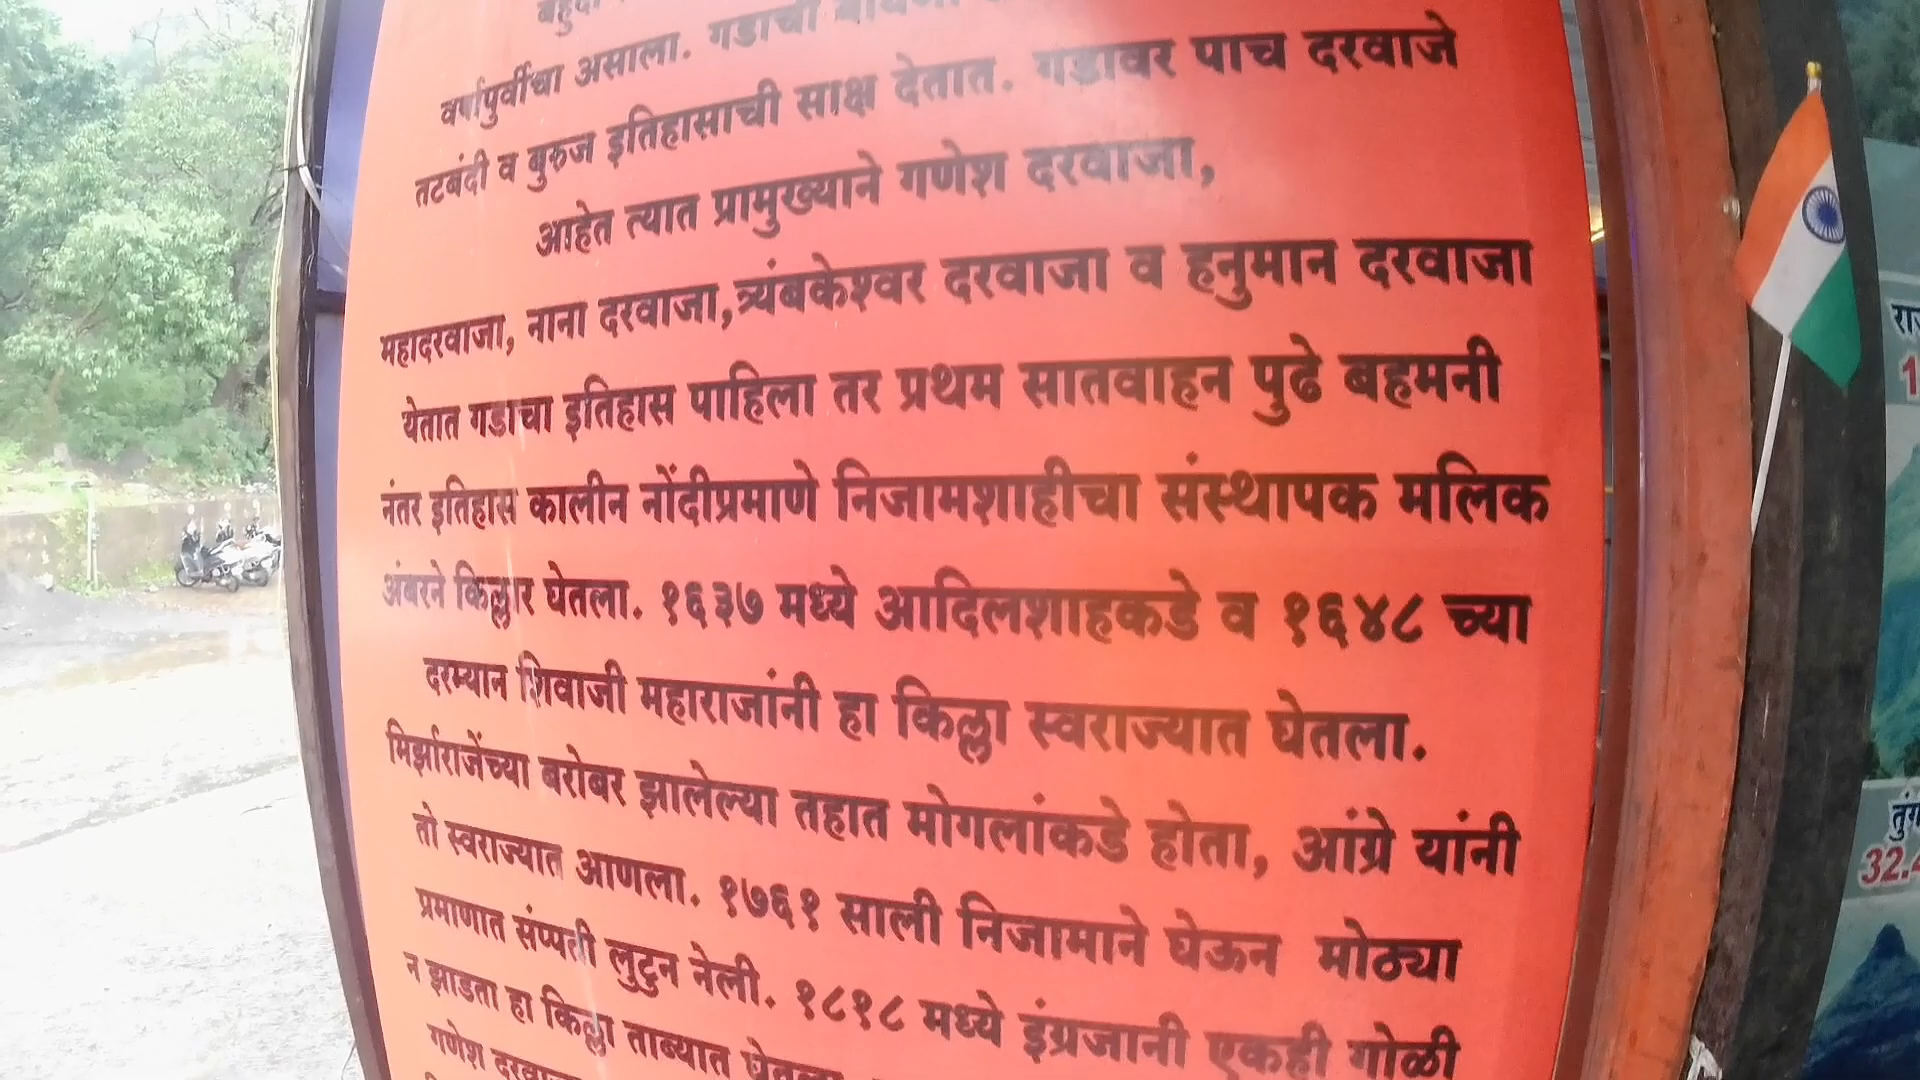 वर्षापुर्वीचा असाला. गडाची
तटबंदी व बुरुज इतिहासाची साक्ष देतात. गडावर पाच दरवाजे
आहेत त्यात प्रामुख्याने गणेश दरवाजा,
महादरवाजा, नाना दरवाजा,त्र्यंबकेश्वर दरवाजा व हनुमान दरवाजा
येतात गडाचा इतिहास पाहिला तर प्रथम सातवाहन पुढे बहमनी
नंतर इतिहास कालीन नोंदीप्रमाणे निजामशाहीचा संस्थापक मलिक
अंबरने किल्लार घेतला. १६३७ मध्ये आदिलशाहकडे व १६४८ च्या
दरम्यान शिवाजी महाराजांनी हा किल्ला स्वराज्यात घेतला.
मिर्झाराजेंच्या बरोबर झालेल्या तहात मोगलांकडे होता, आंग्रे यांनी
तो स्वराज्यात आणला. १७६१ साली निजामाने घेऊन मोठ्या
प्रमाणात संप्पती लुटुन नेली. १८१८ मध्ये इंग्रजानी एकही गोळी
न झाडता हा किल्ला ताब्यात घेतला
गणेश